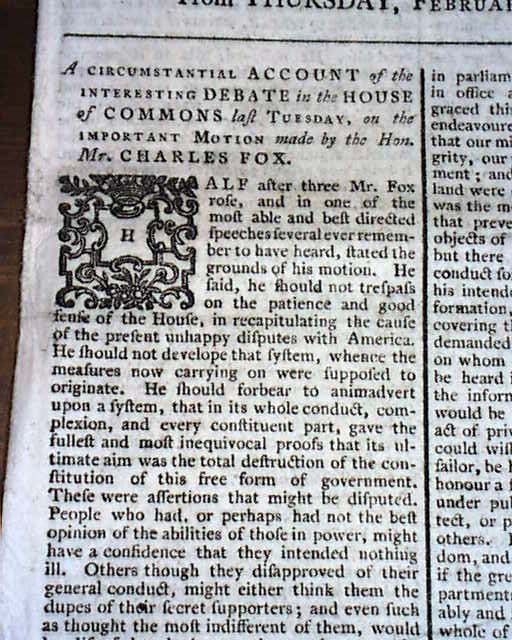 From THURSDAY, FEBRUAR
A CIRCUMSTANTIAL ACCOUNT of the
INTERESTING DEBATE in the HOUSE
of COMMONS laſt TUESDAY, on the
IMPORTANT MOTION made by the Hon.
Mr. CHARLES FOX.
HALF after three Mr. Fox
roſe, and in one of the
moſt able and beſt directed
ſpeeches ſeveral ever remem-
ber to have heard, ſtated the
grounds of his motion. He
ſaid, he ſhould not treſpaſs
on the patience and good
ſenſe of the Houſe, in recapitulating the cauſe
of the preſent unhappy diſputes with America.
He ſhould not develope that ſyſtem, whence the
meaſures now carrying on were ſuppoſed to
originate. He ſhould forbear to animadvert
upon a ſyſtem, that in its whole conduct, com-
plexion, and every conſtituent part, gave the
fulleſt and moſt inequivocal proofs that its ul-
timate aim was the total deſtruction of the con-
ſtitution of this free form of government.
Theſe were aſſertions that might be diſputed.
People who had, or perhaps had not the beſt
opinion of the abilities of thoſe in power, might
have a confidence that they intended nothing
ill. Others though they diſapproved of their
general conduct, might either think them the
dupes of their ſecret ſupporters; and even ſuch
as thought the moſt indifferent of them, would
in parliam
in office a
graced this
endeavoure
that our mi
grity, our
ment; and
land were
was the m
that preve
objects of
but there
conduct fo
his intende
formation,
covering th
demanded
on whom
be heard i
the inform
would be
act of priv
could wiſh
ſailor, be h
honour a f
under pub
tect, or p
others. I
dom, and
if the gre
partment
ably and
whole of